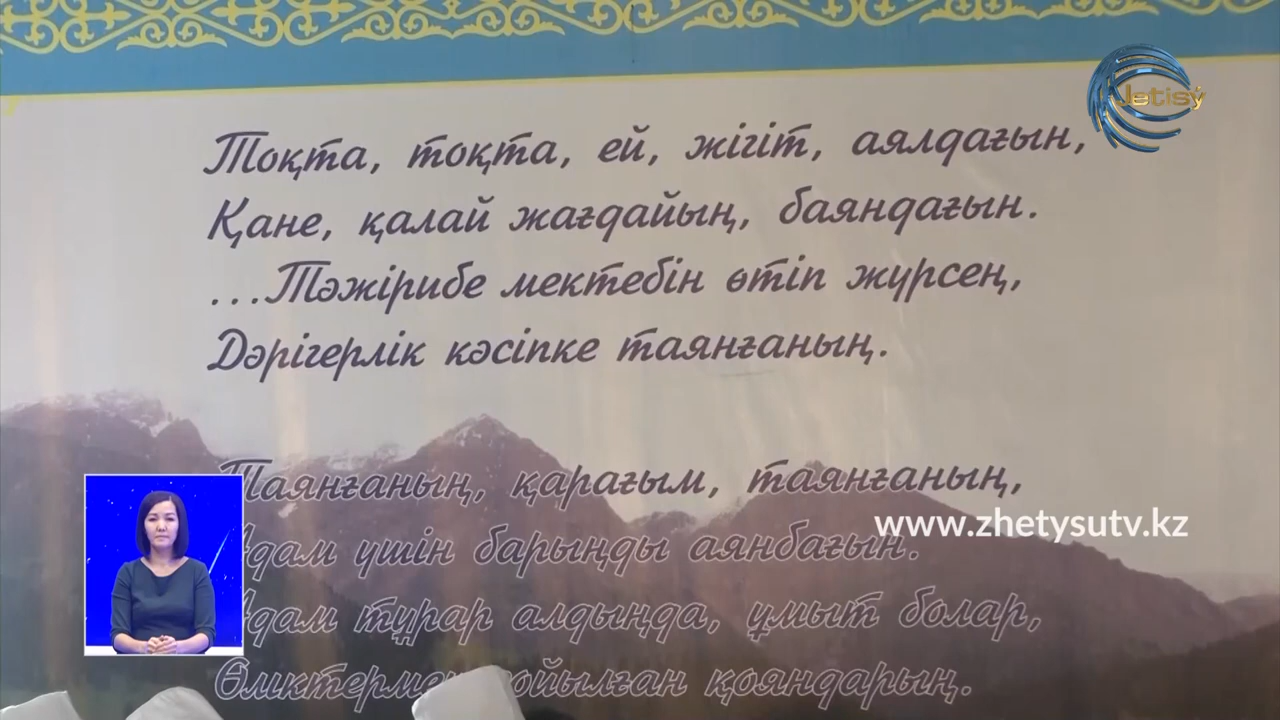 Jetisý
Тоқта, тоқта, ей, жігіт, аялдағын,
Қане, қалай жағдайың, баяндағын.
...Тәжірибе мектебін өтіп жүрсең,
Дәрігерлік кәсіпке таянғаның.
Таянғаның, қарағым, таянғаның,
www.zhetysutv.kz
Адам үшін барыңды аянбағын.
Адам тұрар алдыңда, ұмыт болар,
қояндарың.